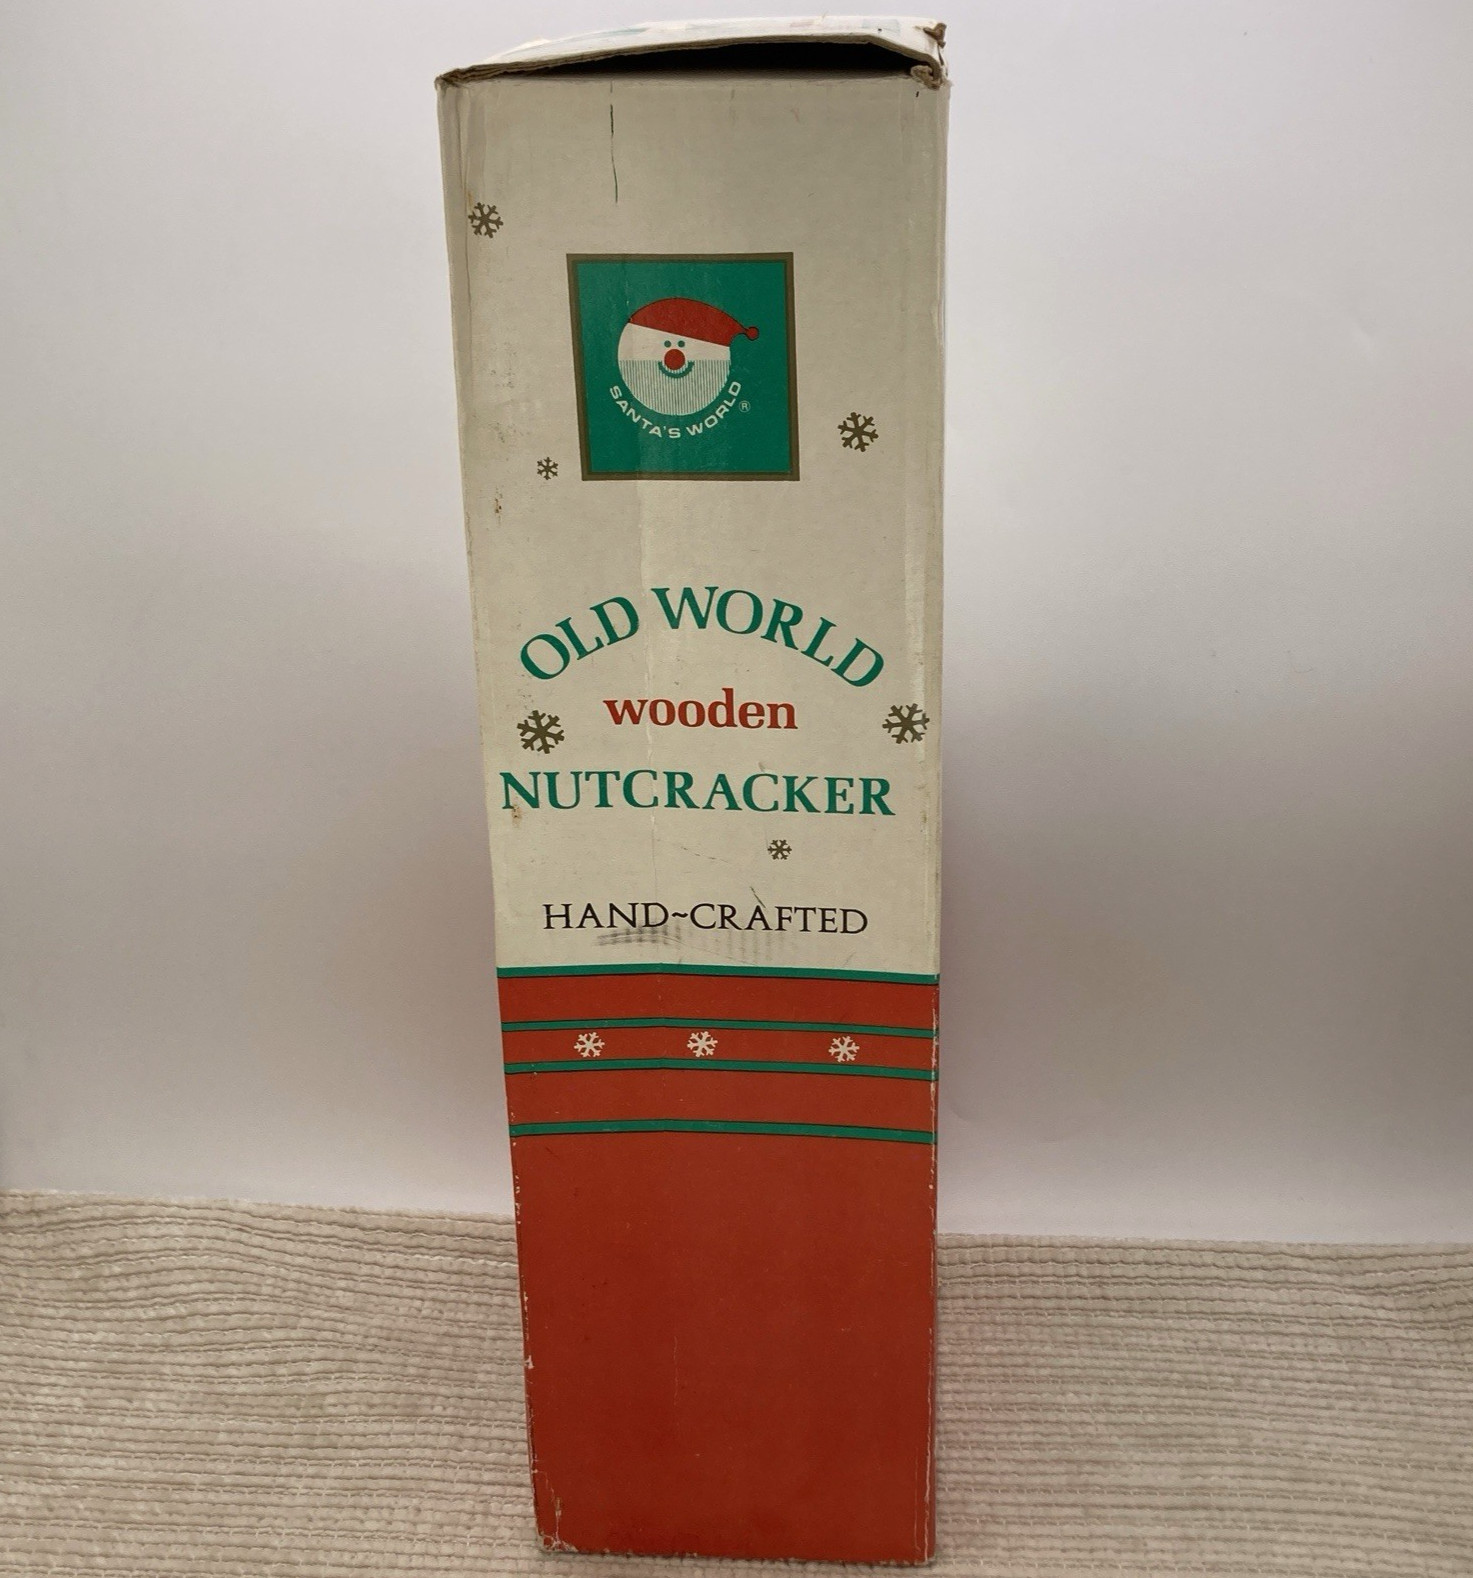 SANTA'S WORLD ®
OLD WORLD
wooden
NUTCRACKER
HAND~CRAFTED